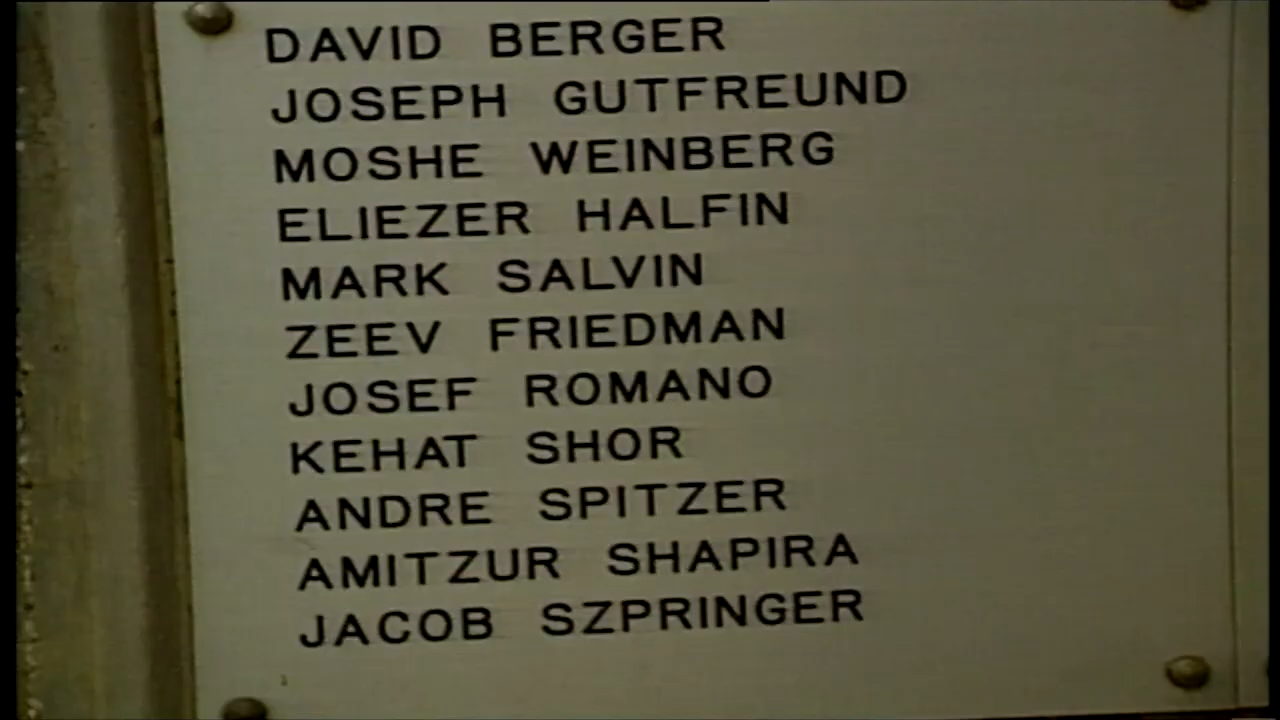 DAVID BERGER
JOSEPH GUTFREUND
MOSHE WEINBERG
ELIEZER HALFIN
MARK SALVIN
ZEEV FRIEDMAN
JOSEF ROMANO
KEHAT SHOR
ANDRE SPITZER
AMITZUR SHAPIRA
JACOB SZPRINGER